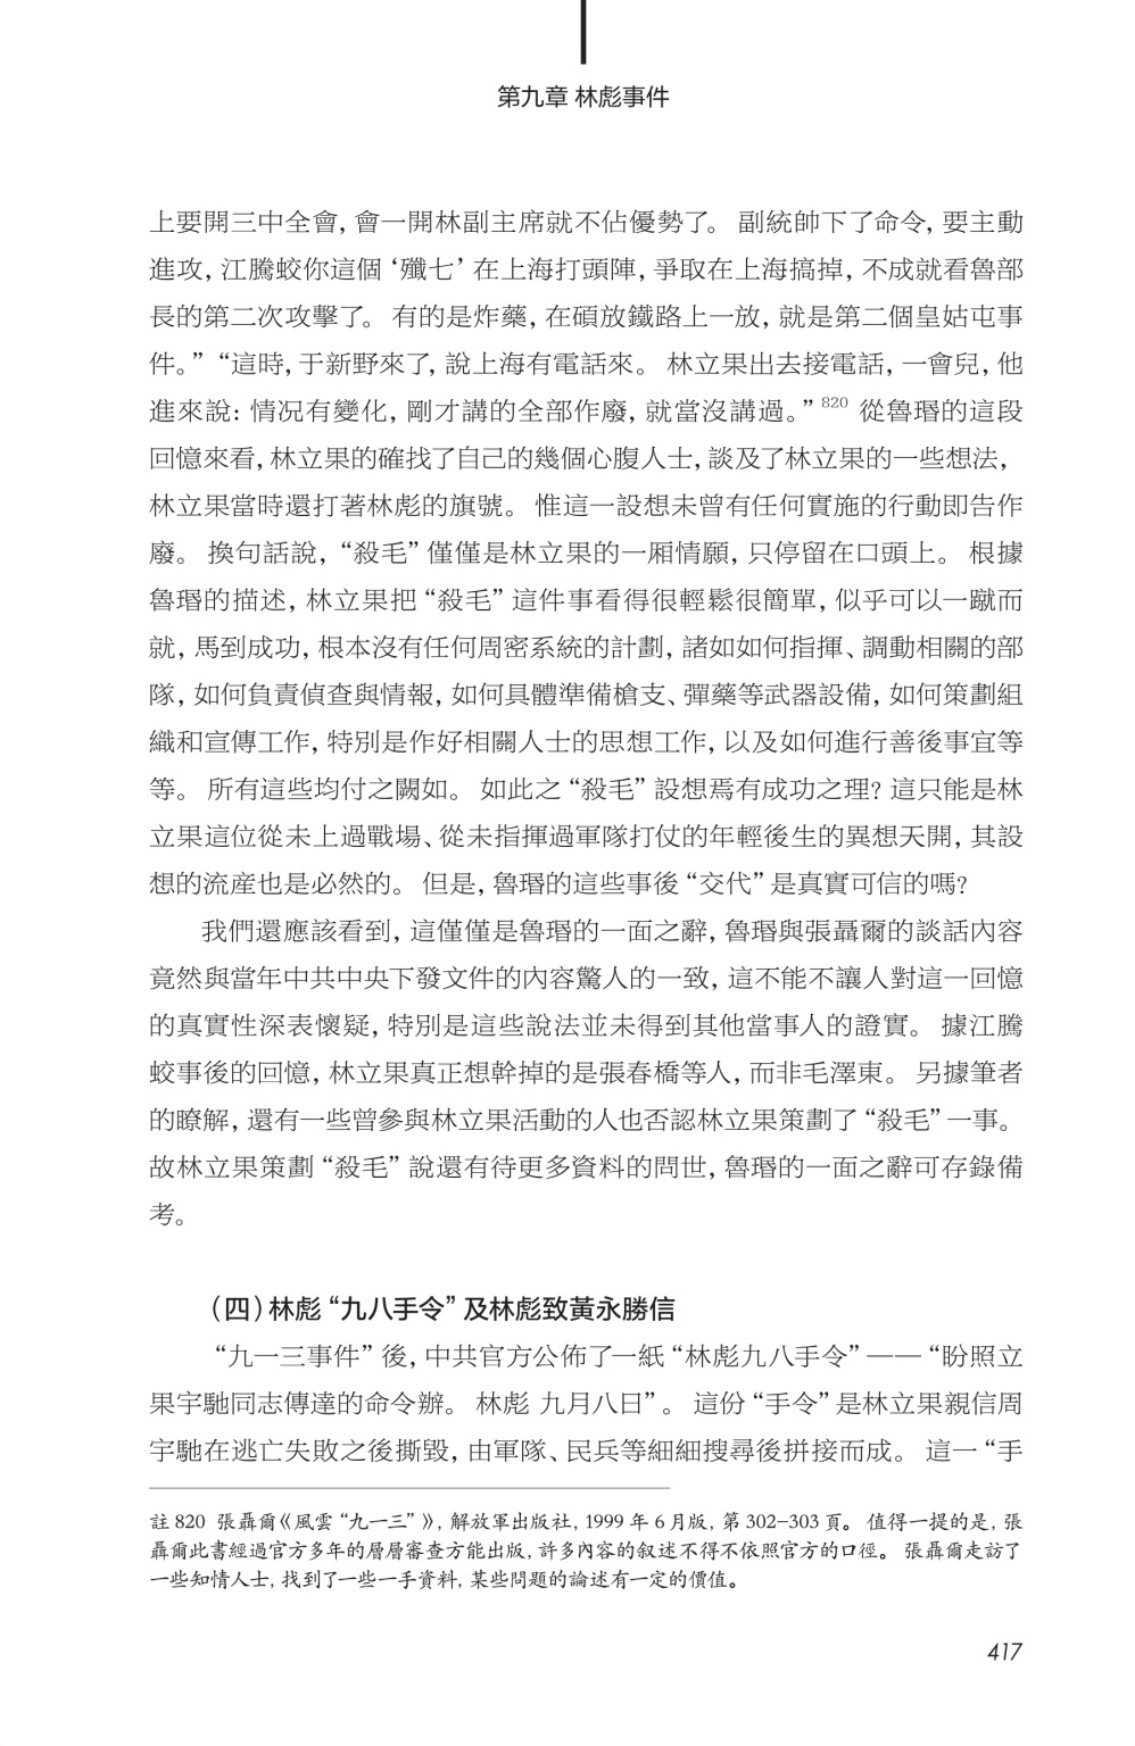 第九章 林彪事件
上要開三中全會, 會一開林副主席就不佔優勢了。 副統帥下了命令, 要主動
進攻, 江騰蛟你這個 ‘殲七’ 在上海打頭陣, 爭取在上海搞掉, 不成就看魯部
長的第二次攻擊了。 有的是炸藥, 在碩放鐵路上一放, 就是第二個皇姑屯事
件。” “這時, 于新野來了, 說上海有電話來。 林立果出去接電話, 一會兒, 他
進來說: 情况有變化, 剛才講的全部作廢, 就當沒講過。” 820 從魯珉的這段
回憶來看, 林立果的確找了自己的幾個心腹人士, 談及了林立果的一些想法,
林立果當時還打著林彪的旗號。 惟這一設想未曾有任何實施的行動即告作
廢。 換句話說, “殺毛” 僅僅是林立果的一厢情願, 只停留在口頭上。 根據
魯珉的描述, 林立果把 “殺毛” 這件事看得很輕鬆很簡單, 似乎可以一蹴而
就, 馬到成功, 根本沒有任何周密系統的計劃, 諸如如何指揮、調動相關的部
隊, 如何負責偵查與情報, 如何具體準備槍支、彈藥等武器設備, 如何策劃組
織和宣傳工作, 特別是作好相關人士的思想工作, 以及如何進行善後事宜等
等。 所有這些均付之闕如。 如此之 “殺毛” 設想焉有成功之理? 這只能是林
立果這位從未上過戰場、從未指揮過軍隊打仗的年輕後生的異想天開, 其設
想的流産也是必然的。 但是, 魯珉的這些事後 “交代” 是真實可信的嗎?
我們還應該看到, 這僅僅是魯珉的一面之辭, 魯珉與張聶爾的談話內容
竟然與當年中共中央下發文件的內容驚人的一致, 這不能不讓人對這一回憶
的真實性深表懷疑, 特別是這些說法並未得到其他當事人的證實。 據江騰
蛟事後的回憶, 林立果真正想幹掉的是張春橋等人, 而非毛澤東。 另據筆者
的瞭解, 還有一些曾參與林立果活動的人也否認林立果策劃了 “殺毛” 一事。
故林立果策劃 “殺毛” 說還有待更多資料的問世, 魯珉的一面之辭可存錄備
考。
（四）林彪 “九八手令” 及林彪致黃永勝信
“九一三事件” 後, 中共官方公佈了一紙 “林彪九八手令” —— “盼照立
果宇馳同志傳達的命令辦。 林彪 九月八日”。 這份 “手令” 是林立果親信周
宇馳在逃亡失敗之後撕毀, 由軍隊、民兵等細細搜尋後拼接而成。 這一 “手
註 820 張聶爾《風雲 “九一三” 》, 解放軍出版社, 1999 年 6 月版, 第 302–303 頁。 值得一提的是, 張
聶爾此書經過官方多年的層層審查方能出版, 許多內容的叙述不得不依照官方的口徑。 張聶爾走訪了
一些知情人士, 找到了一些一手資料, 某些問題的論述有一定的價值。
417